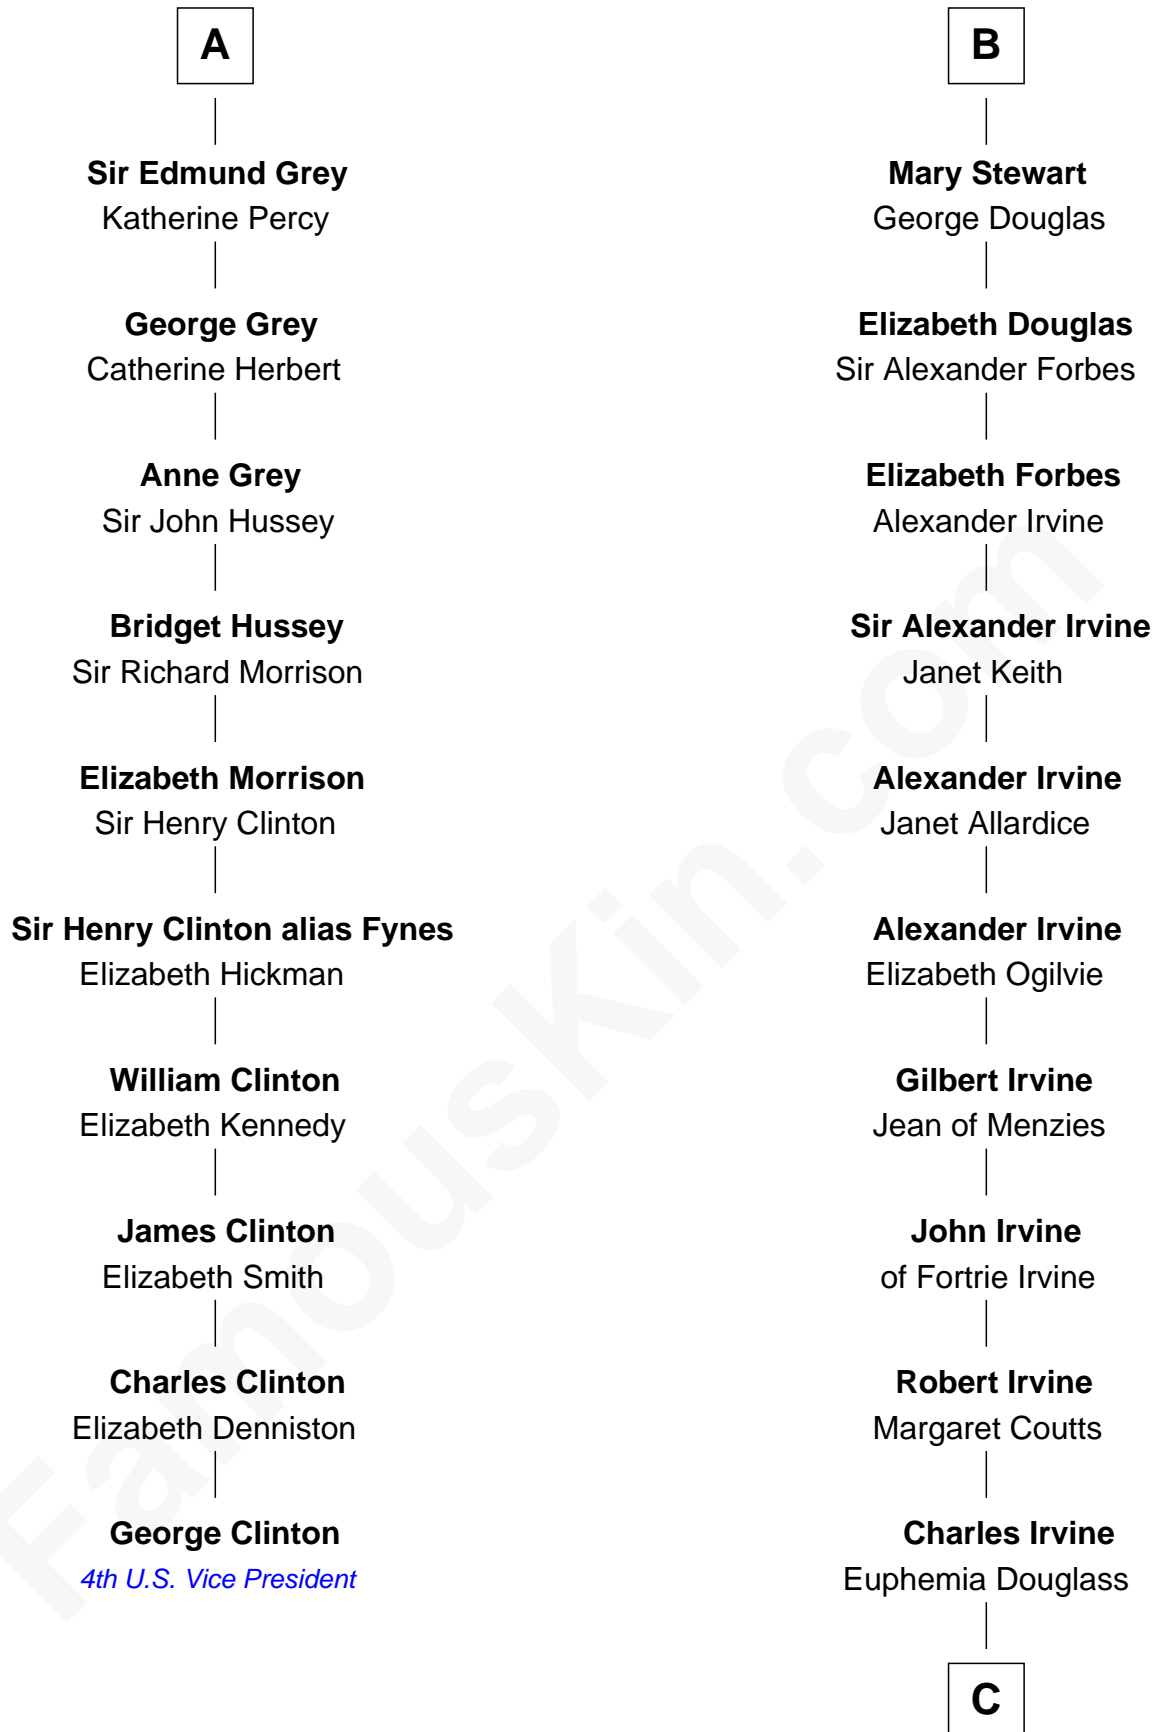 A
Sir Edmund Grey
Katherine Percy
George Grey
Catherine Herbert
Anne Grey
Sir John Hussey
Bridget Hussey
Sir Richard Morrison
Elizabeth Morrison
Sir Henry Clinton
Sir Henry Clinton alias Fynes
Elizabeth Hickman
William Clinton
Elizabeth Kennedy
James Clinton
Elizabeth Smith
Charles Clinton
Elizabeth Denniston
George Clinton
4th U.S. Vice President
B
Mary Stewart
George Douglas
Elizabeth Douglas
Sir Alexander Forbes
Elizabeth Forbes
Alexander Irvine
Sir Alexander Irvine
Janet Keith
Alexander Irvine
Janet Allardice
Alexander Irvine
Elizabeth Ogilvie
Gilbert Irvine
Jean of Menzies
John Irvine
of Fortrie Irvine
Robert Irvine
Margaret Coutts
Charles Irvine
Euphemia Douglass
C
FamousKin.com